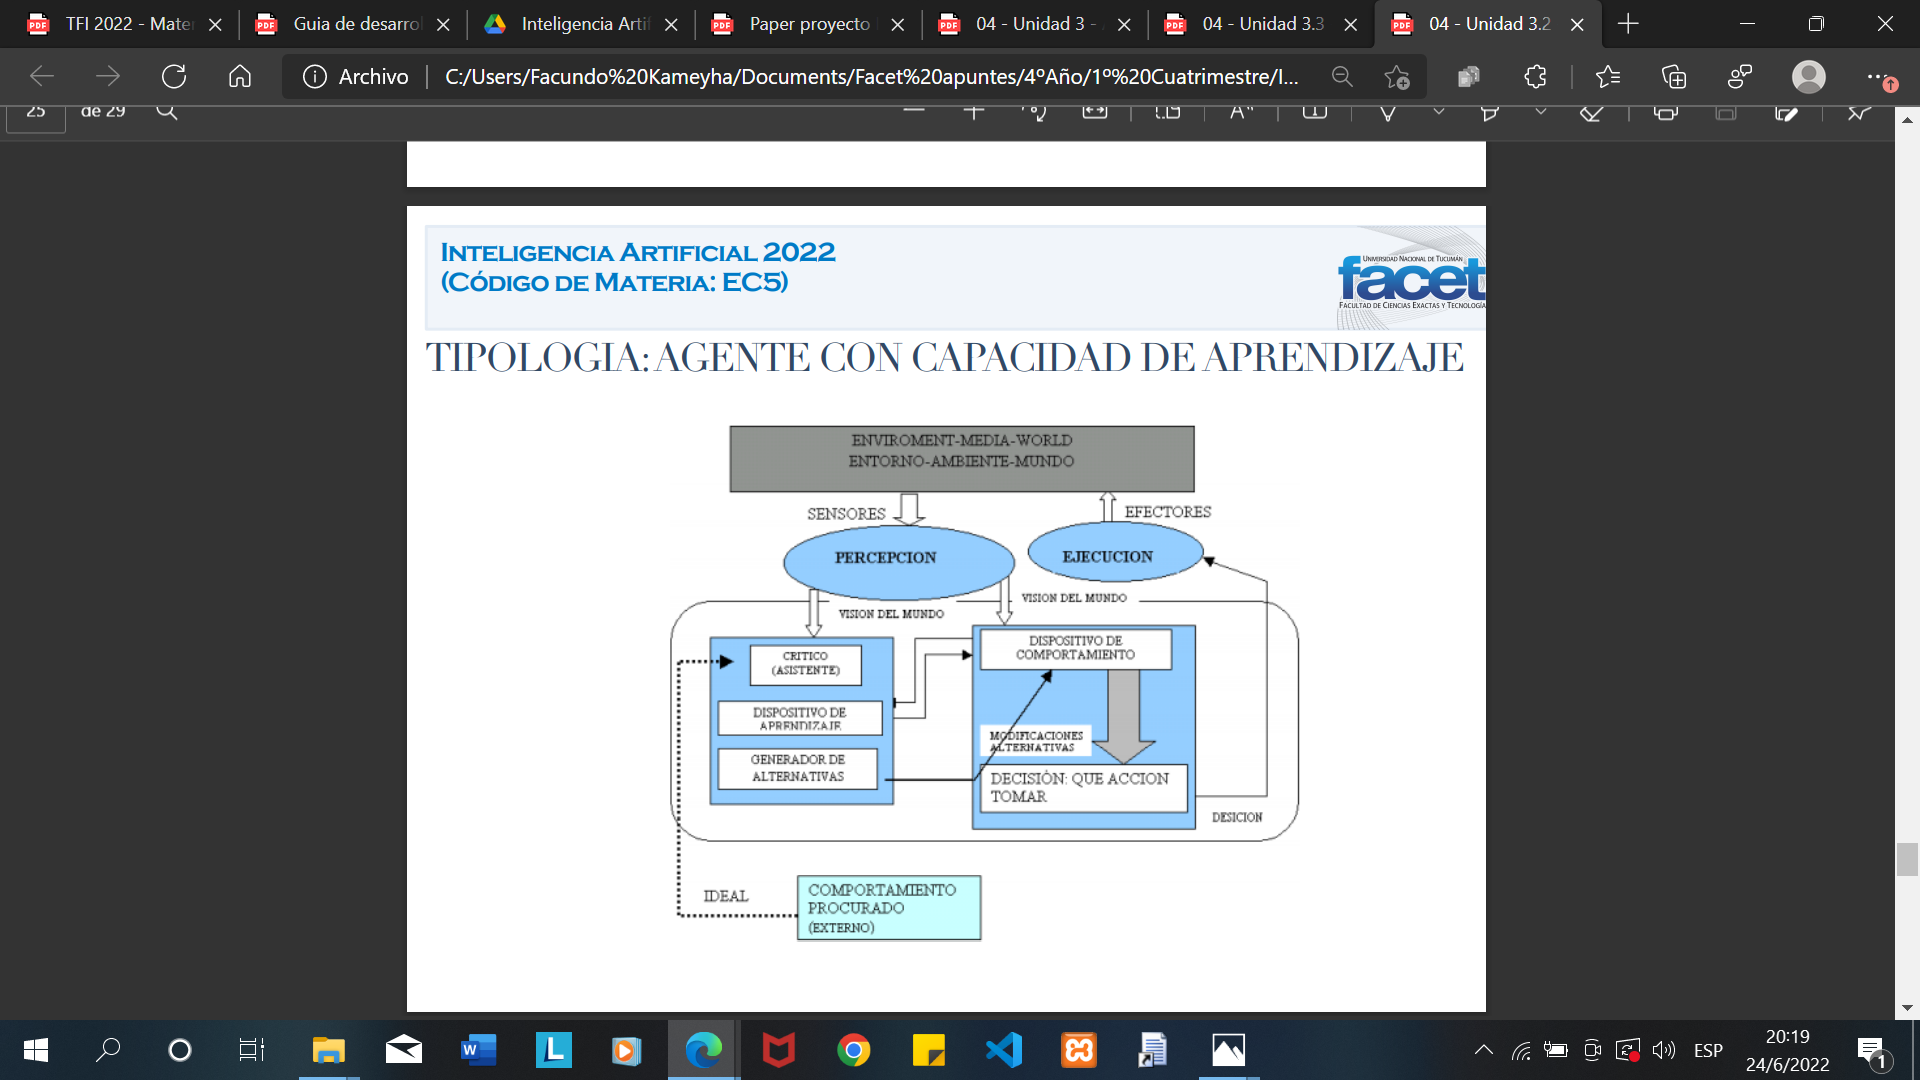 TFI 2022 - Mater
Guia de desarrol
Inteligencia Artif
Paper proyecto
04 - Unidad 3 -
04 - Unidad 3.3
04 - Unidad 3.2
Archivo
C:/Users/Facundo%20Kameyha/Documents/Facet%20apuntes/4ºAño/1º%20Cuatrimestre/I...
25 de 29
INTELIGENCIA ARTIFICIAL 2022
(CÓDIGO DE MATERIA: EC5)
UNIVERSIDAD NACIONAL DE TUCUMÁN
facet
FACULTAD DE CIENCIAS EXACTAS Y TECNOLOGÍA
TIPOLOGIA: AGENTE CON CAPACIDAD DE APRENDIZAJE
ENVIROMENT-MEDIA-WORLD
ENTORNO-AMBIENTE-MUNDO
SENSORES
EFECTORES
PERCEPCION
EJECUCION
VISION DEL MUNDO
VISION DEL MUNDO
CRITICO
(ASISTENTE)
DISPOSITIVO DE
APRENDIZAJE
GENERADOR DE
ALTERNATIVAS
DISPOSITIVO DE
COMPORTAMIENTO
MODIFICACIONES
ALTERNATIVAS
DECISIÒN: QUE ACCION
TOMAR
DESICION
IDEAL
COMPORTAMIENTO
PROCURADO
(EXTERNO)
ESP
20:19
24/6/2022
1